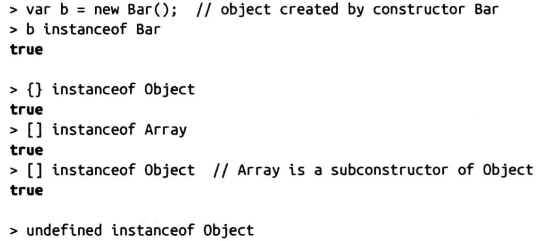 > var b = new Bar();  // object created by constructor Bar
> b instanceof Bar
true
> {} instanceof Object
true
> [] instanceof Array
true
> [] instanceof Object  // Array is a subconstructor of Object
true
> undefined instanceof Object